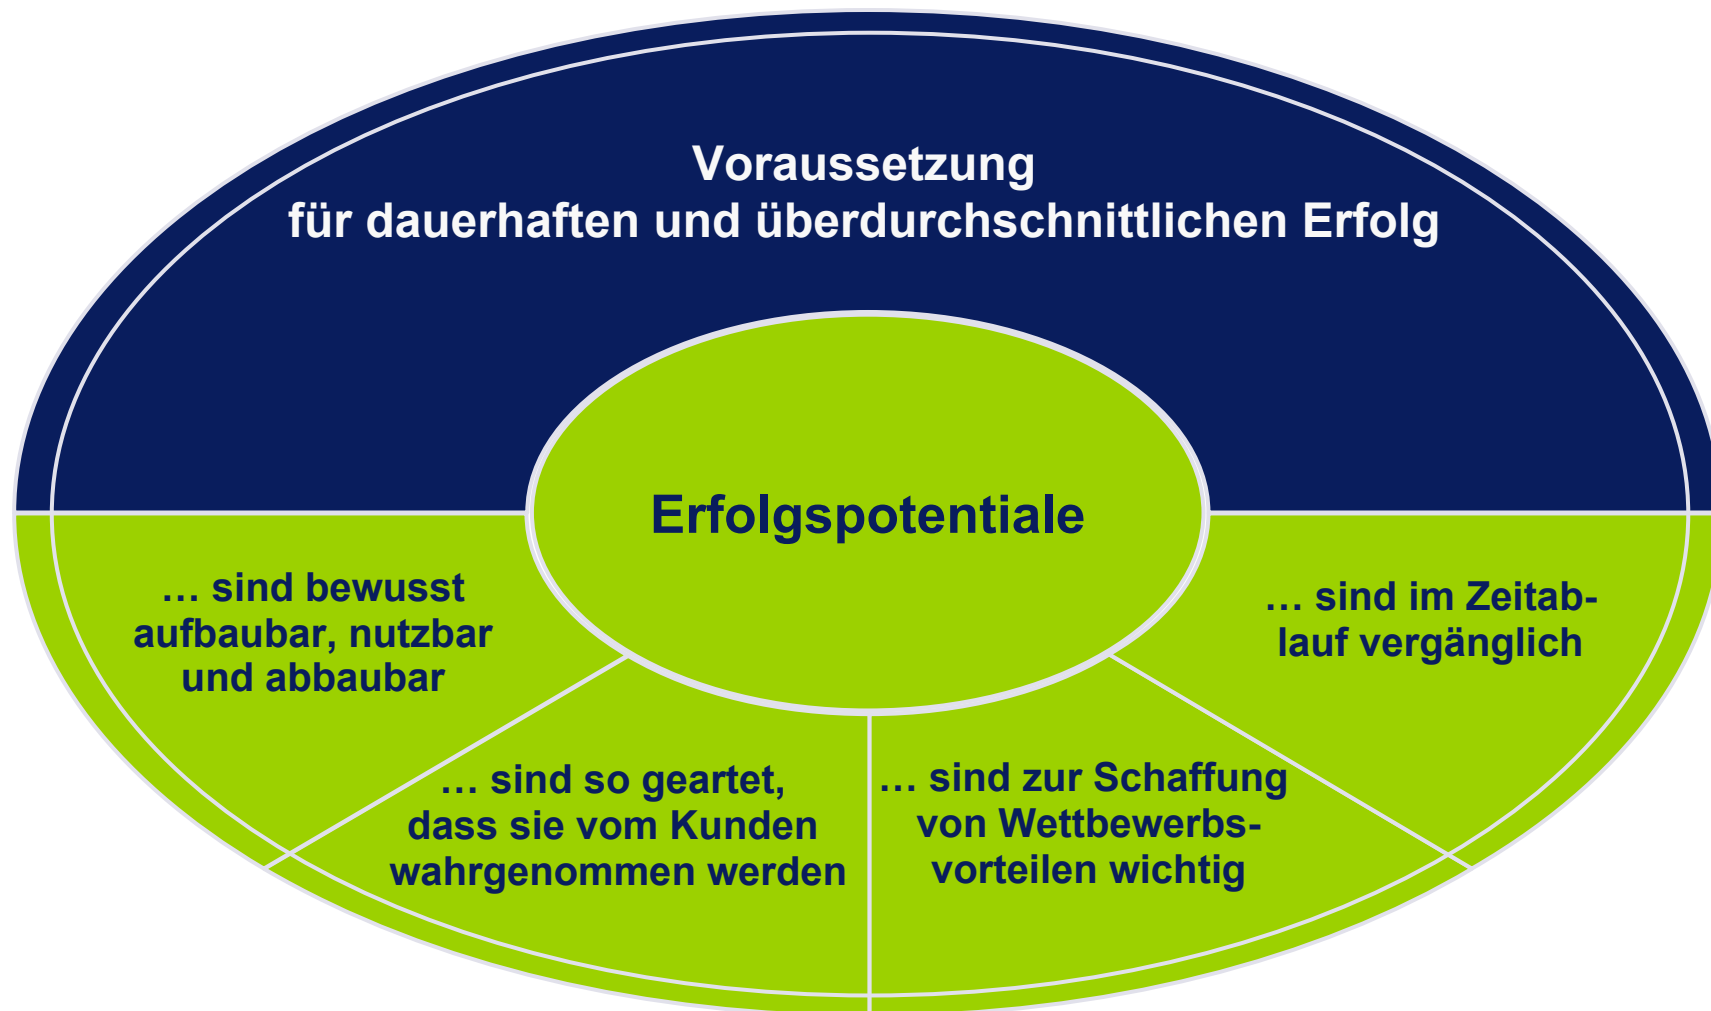 Voraussetzung
für dauerhaften und überdurchschnittlichen Erfolg
Erfolgspotentiale
… sind bewusst
aufbaubar, nutzbar
und abbaubar
… sind so geartet,
dass sie vom Kunden
wahrgenommen werden
… sind zur Schaffung
von Wettbewerbs-
vorteilen wichtig
… sind im Zeitab-
lauf vergänglich